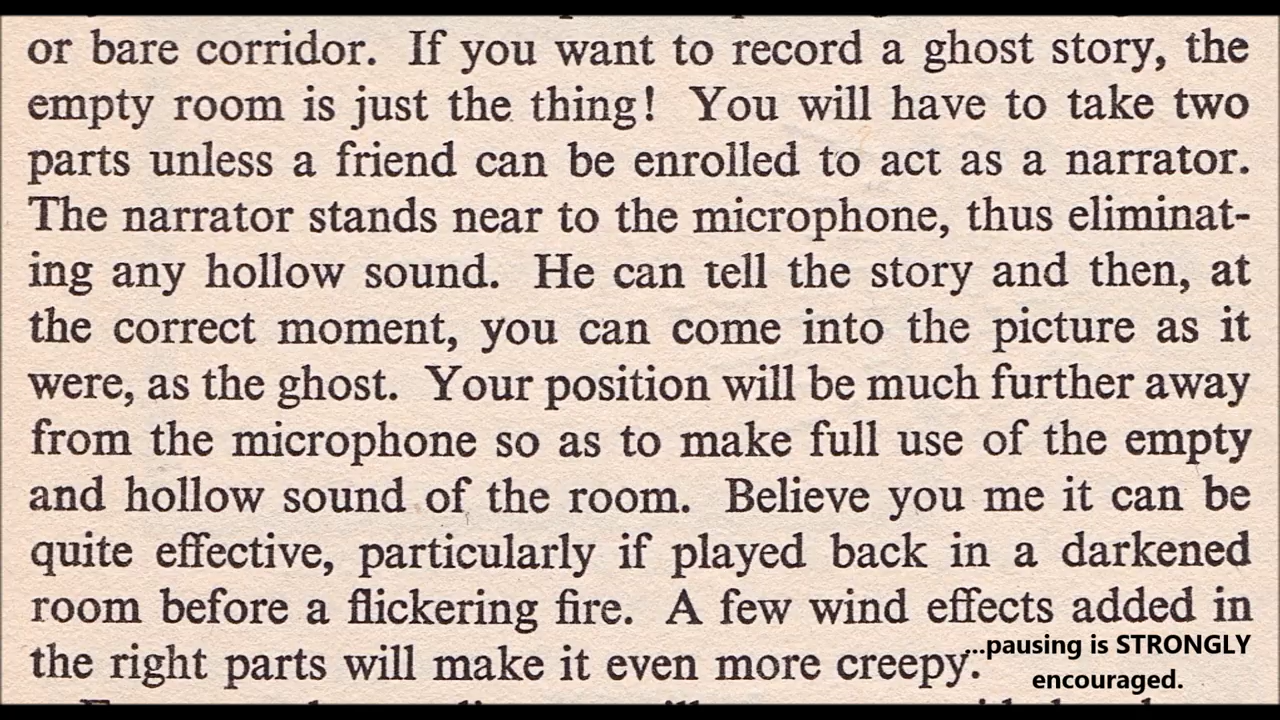 or bare corridor. If you want to record a ghost story, the
empty room is just the thing! You will have to take two
parts unless a friend can be enrolled to act as a narrator.
The narrator stands near to the microphone, thus eliminat-
ing any hollow sound. He can tell the story and then, at
the correct moment, you can come into the picture as it
were, as the ghost. Your position will be much further away
from the microphone so as to make full use of the empty
and hollow sound of the room. Believe you me it can be
quite effective, particularly if played back in a darkened
room before a flickering fire. A few wind effects added in
the right parts will make it even more creepy.
...pausing is STRONGLY
encouraged.